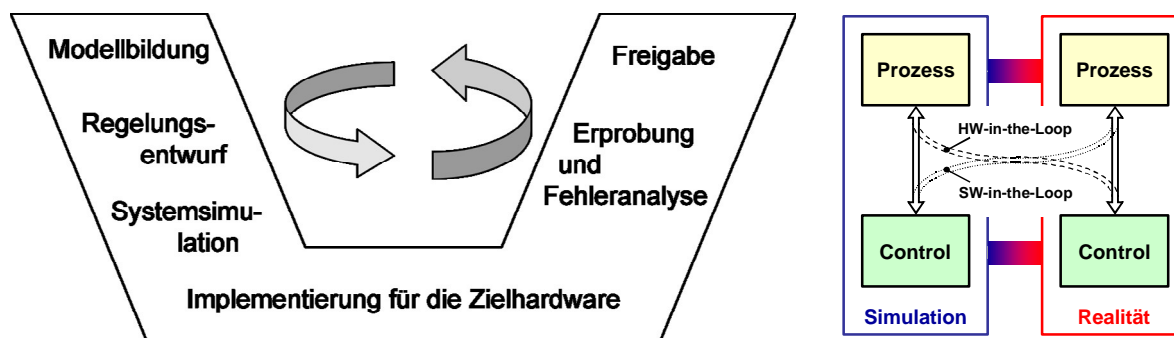 Modellbildung
Regelungs-
entwurf
Systemsimu-
lation
Implementierung für die Zielhardware
Freigabe
Erprobung
und
Fehleranalyse
Prozess
Prozess
HW-in-the-Loop
SW-in-the-Loop
Control
Control
Simulation
Realität